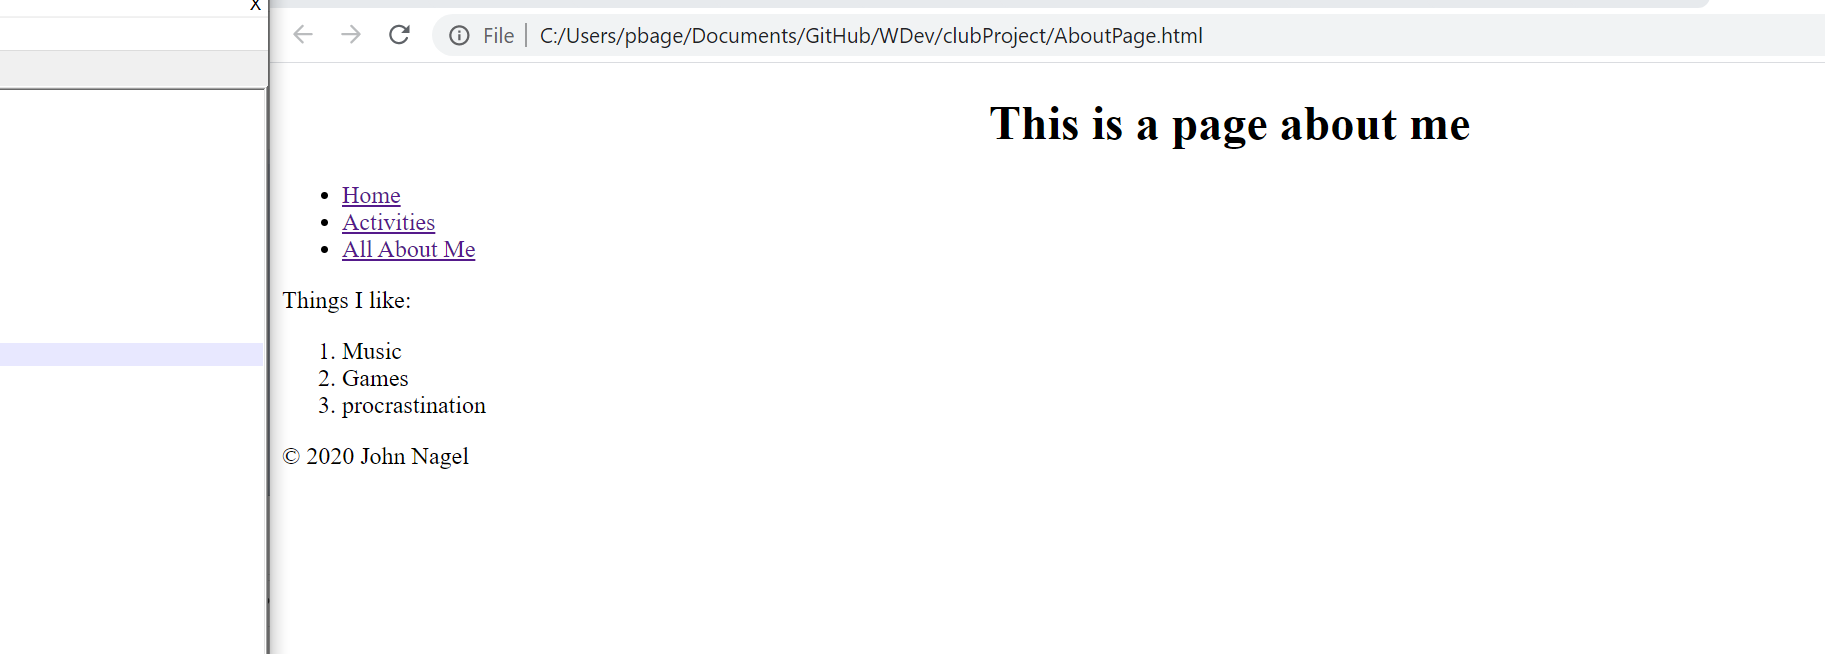 X
File | C:/Users/pbage/Documents/GitHub/WDev/clubProject/AboutPage.html
This is a page about me
• Home
• Activities
• All About Me
Things I like:
1. Music
2. Games
3. procrastination
© 2020 John Nagel